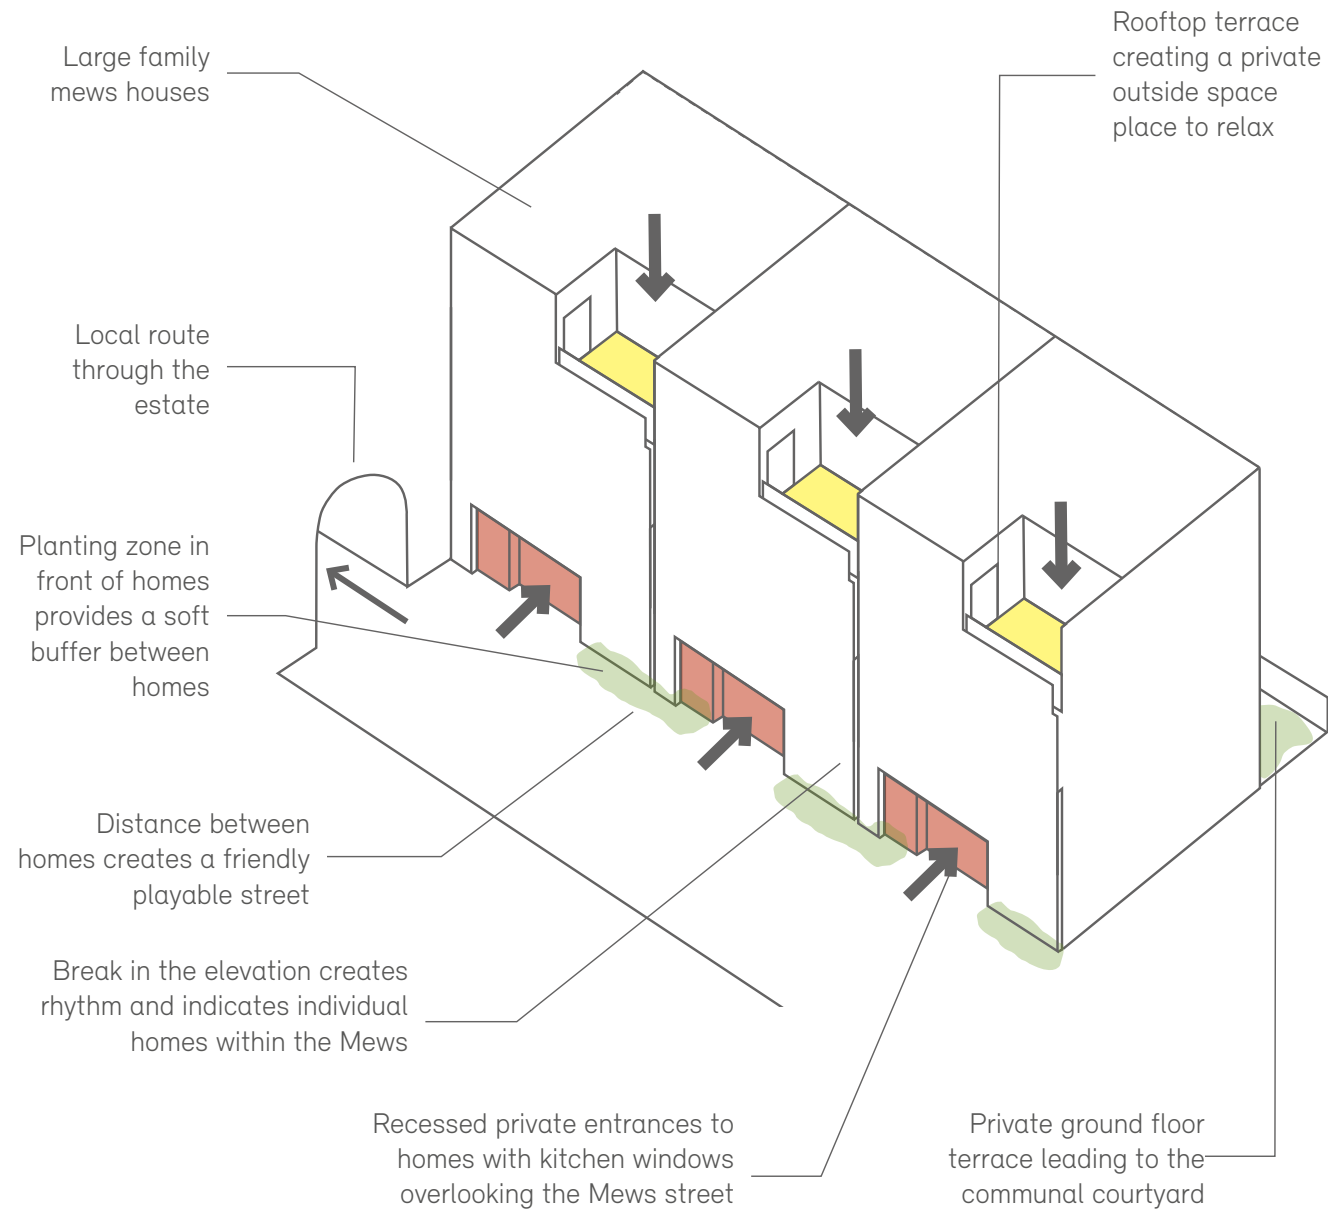 Large family
mews houses
Rooftop terrace
creating a private
outside space
place to relax
Local route
through the
estate
Planting zone in
front of homes
provides a soft
buffer between
homes
Distance between
homes creates a friendly
playable street
Break in the elevation creates
rhythm and indicates individual
homes within the Mews
Recessed private entrances to
homes with kitchen windows
overlooking the Mews street
Private ground floor
terrace leading to the
communal courtyard